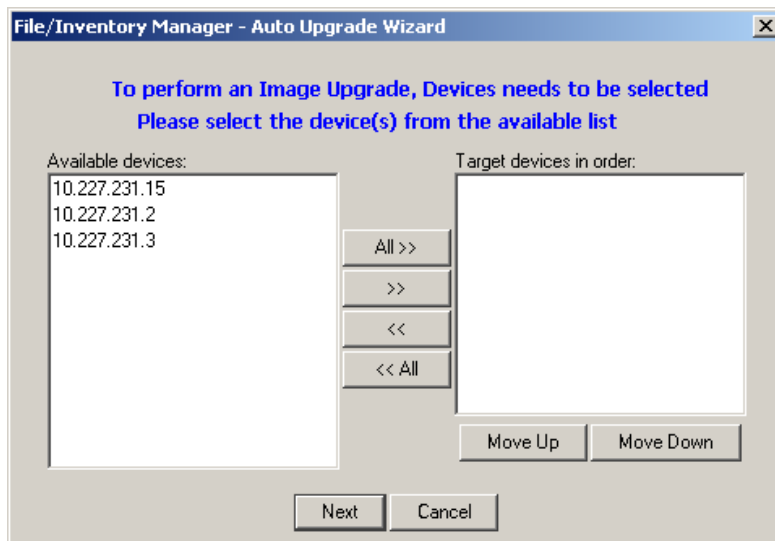 File/Inventory Manager - Auto Upgrade Wizard
To perform an Image Upgrade, Devices needs to be selected
Please select the device(s) from the available list
Available devices:
Target devices in order:
10.227.231.15
10.227.231.2
10.227.231.3
All >>
>>
<<
<< All
Move Up
Move Down
Next
Cancel